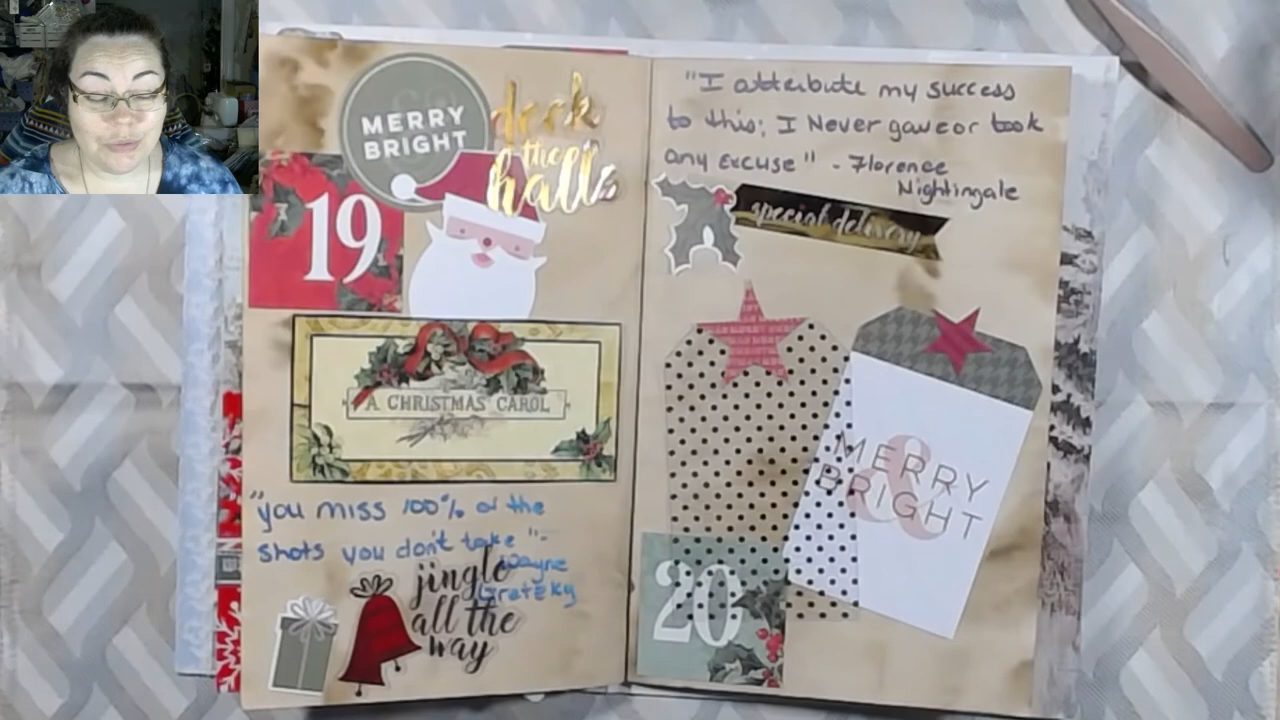 MERRY
BRIGHT
deck
the
halls
19
A CHRISTMAS CAROL
"you miss 100% of the
shots you don't take" -
Wayne
Gretzky
jingle
all the
way
"I atteribute my success
to this; I Never gave or took
any excuse" - Florence
Nightingale
special delivery
MERRY
&
BRIGHT
20